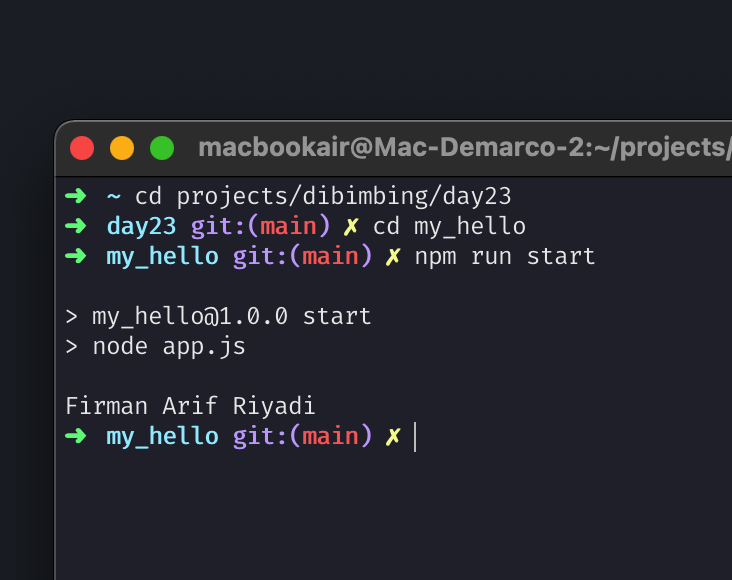 macbookair@Mac-Demarco-2:~/projects/
➜ ~ cd projects/dibimbing/day23
➜ day23 git:(main) ✗ cd my_hello
➜ my_hello git:(main) ✗ npm run start
> my_hello@1.0.0 start
> node app.js
Firman Arif Riyadi
➜ my_hello git:(main) ✗